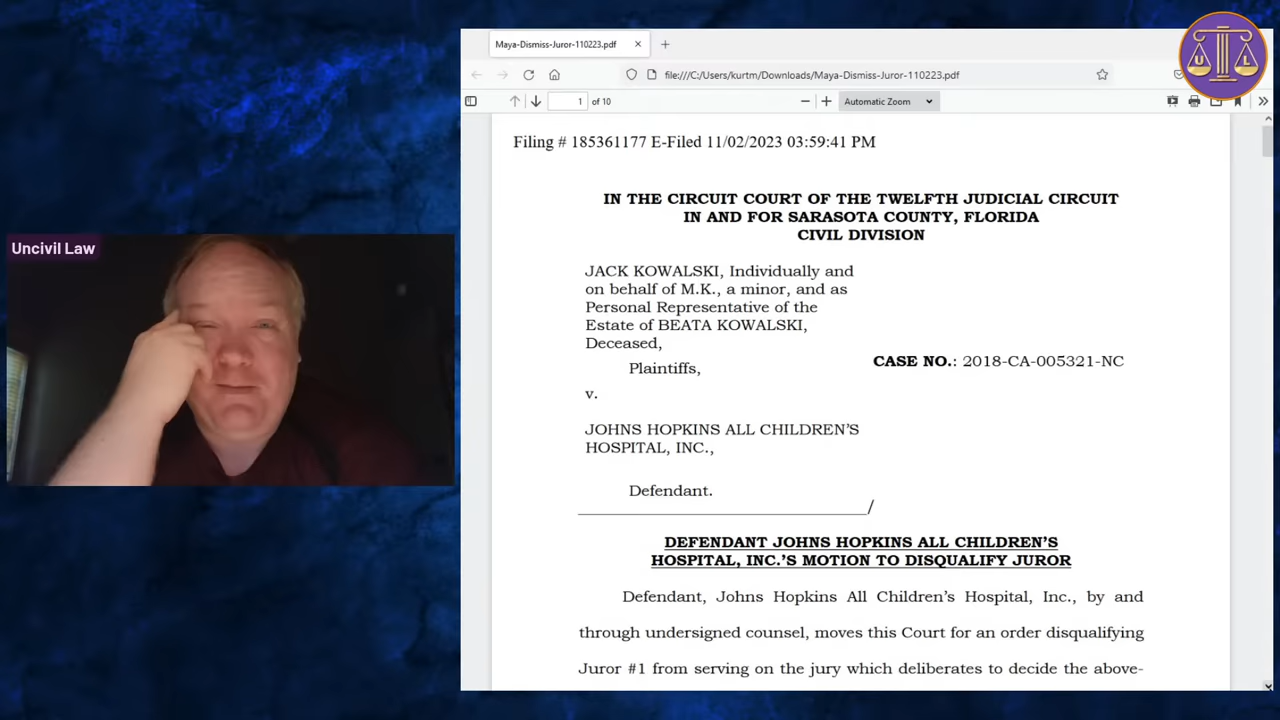 Uncivil Law
U L
Maya-Dismiss-Juror-110223.pdf
file:///C:/Users/kurtm/Downloads/Maya-Dismiss-Juror-110223.pdf
1 of 10
Automatic Zoom
Filing # 185361177 E-Filed 11/02/2023 03:59:41 PM
IN THE CIRCUIT COURT OF THE TWELFTH JUDICIAL CIRCUIT
IN AND FOR SARASOTA COUNTY, FLORIDA
CIVIL DIVISION
JACK KOWALSKI, Individually and
on behalf of M.K., a minor, and as
Personal Representative of the
Estate of BEATA KOWALSKI,
Deceased,
Plaintiffs,
CASE NO.: 2018-CA-005321-NC
v.
JOHNS HOPKINS ALL CHILDREN’S
HOSPITAL, INC.,
Defendant.
/
DEFENDANT JOHNS HOPKINS ALL CHILDREN’S
HOSPITAL, INC.’S MOTION TO DISQUALIFY JUROR
Defendant, Johns Hopkins All Children’s Hospital, Inc., by and
through undersigned counsel, moves this Court for an order disqualifying
Juror #1 from serving on the jury which deliberates to decide the above-